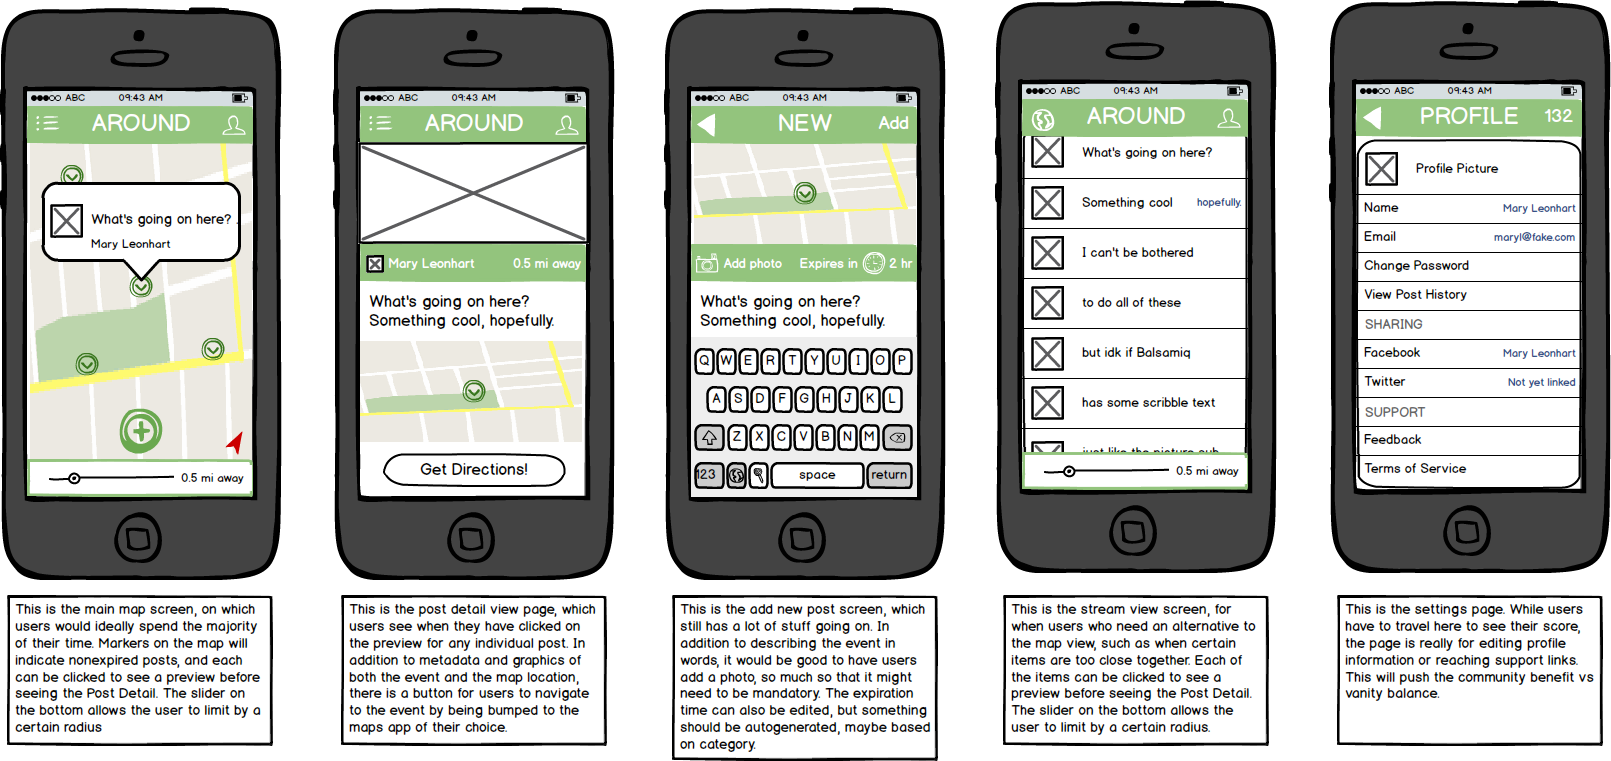 ●●●○○ ABC 09:43 AM
AROUND
What's going on here?
Mary Leonhart
0.5 mi away
This is the main map screen, on which
users would ideally spend the majority
of their time. Markers on the map will
indicate nonexpired posts, and each
can be clicked to see a preview before
seeing the Post Detail. The slider on
the bottom allows the user to limit by a
certain radius
●●●○○ ABC 09:43 AM
AROUND
Mary Leonhart 0.5 mi away
What's going on here?
Something cool, hopefully.
Get Directions!
This is the post detail view page, which
users see when they have clicked on
the preview for any individual post. In
addition to metadata and graphics of
both the event and the map location,
there is a button for users to navigate
to the event by being bumped to the
maps app of their choice.
●●●○○ ABC 09:43 AM
NEW Add
Add photo Expires in 2 hr
What's going on here?
Something cool, hopefully.
Q W E R T Y U I O P
A S D F G H J K L
Z X C V B N M
123 space return
This is the add new post screen, which
still has a lot of stuff going on. In
addition to describing the event in
words, it would be good to have users
add a photo, so much so that it might
need to be mandatory. The expiration
time can also be edited, but something
should be autogenerated, maybe based
on category.
●●●○○ ABC 09:43 AM
AROUND
What's going on here?
Something cool hopefully.
I can't be bothered
to do all of these
but idk if Balsamiq
has some scribble text
just like the picture sub
0.5 mi away
This is the stream view screen, for
when users who need an alternative to
the map view, such as when certain
items are too close together. Each of
the items can be clicked to see a
preview before seeing the Post Detail.
The slider on the bottom allows the
user to limit by a certain radius.
●●●○○ ABC 09:43 AM
PROFILE 132
Profile Picture
Name Mary Leonhart
Email maryl@fake.com
Change Password
View Post History
SHARING
Facebook Mary Leonhart
Twitter Not yet linked
SUPPORT
Feedback
Terms of Service
This is the settings page. While users
have to travel here to see their score,
the page is really for editing profile
information or reaching support links.
This will push the community benefit vs
vanity balance.